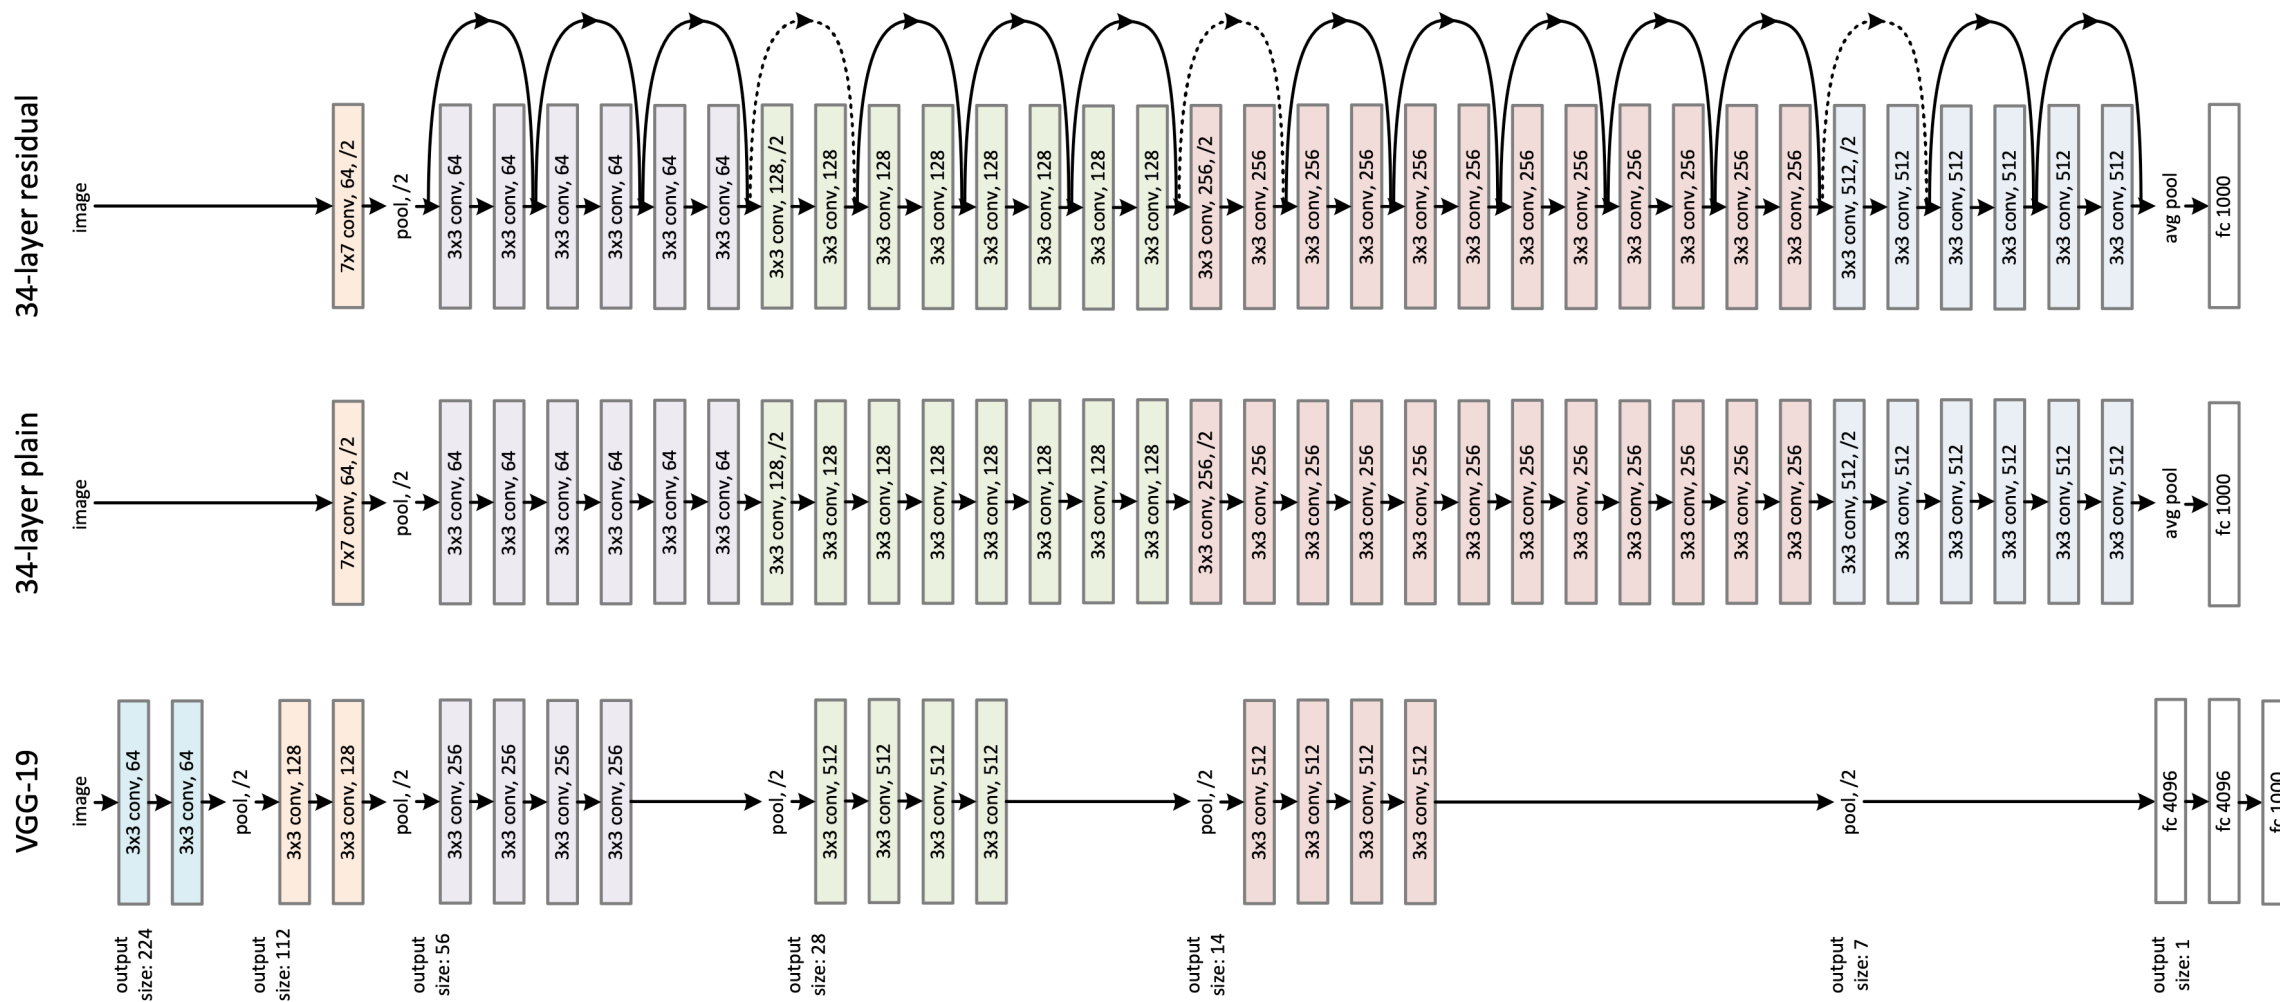 34-layer residual
image
7x7 conv, 64, /2
pool, /2
3x3 conv, 64
3x3 conv, 64
3x3 conv, 64
3x3 conv, 64
3x3 conv, 64
3x3 conv, 64
3x3 conv, 128, /2
3x3 conv, 128
3x3 conv, 128
3x3 conv, 128
3x3 conv, 128
3x3 conv, 128
3x3 conv, 128
3x3 conv, 128
3x3 conv, 256, /2
3x3 conv, 256
3x3 conv, 256
3x3 conv, 256
3x3 conv, 256
3x3 conv, 256
3x3 conv, 256
3x3 conv, 256
3x3 conv, 256
3x3 conv, 256
3x3 conv, 256
3x3 conv, 256
3x3 conv, 512, /2
3x3 conv, 512
3x3 conv, 512
3x3 conv, 512
3x3 conv, 512
3x3 conv, 512
avg pool
fc 1000
34-layer plain
image
7x7 conv, 64, /2
pool, /2
3x3 conv, 64
3x3 conv, 64
3x3 conv, 64
3x3 conv, 64
3x3 conv, 64
3x3 conv, 64
3x3 conv, 128, /2
3x3 conv, 128
3x3 conv, 128
3x3 conv, 128
3x3 conv, 128
3x3 conv, 128
3x3 conv, 128
3x3 conv, 128
3x3 conv, 256, /2
3x3 conv, 256
3x3 conv, 256
3x3 conv, 256
3x3 conv, 256
3x3 conv, 256
3x3 conv, 256
3x3 conv, 256
3x3 conv, 256
3x3 conv, 256
3x3 conv, 256
3x3 conv, 256
3x3 conv, 512, /2
3x3 conv, 512
3x3 conv, 512
3x3 conv, 512
3x3 conv, 512
3x3 conv, 512
avg pool
fc 1000
VGG-19
image
3x3 conv, 64
3x3 conv, 64
pool, /2
3x3 conv, 128
3x3 conv, 128
pool, /2
3x3 conv, 256
3x3 conv, 256
3x3 conv, 256
3x3 conv, 256
pool, /2
3x3 conv, 512
3x3 conv, 512
3x3 conv, 512
3x3 conv, 512
pool, /2
3x3 conv, 512
3x3 conv, 512
3x3 conv, 512
3x3 conv, 512
pool, /2
fc 4096
fc 4096
fc 1000
output
size: 224
output
size: 112
output
size: 56
output
size: 28
output
size: 14
output
size: 7
output
size: 1